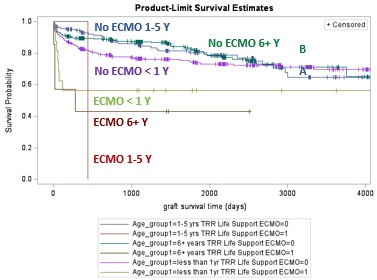 Product-Limit Survival Estimates
+ Censored
1.0
0.8
0.6
0.4
0.2
0.0
Survival Probability
No ECMO 1-5 Y
No ECMO 6+ Y
B
A
No ECMO < 1 Y
ECMO < 1 Y
ECMO 6+ Y
ECMO 1-5 Y
0
1000
2000
3000
4000
graft survival time (days)
Age_group1=1-5 yrs TRR Life Support ECMO=0
Age_group1=1-5 yrs TRR Life Support ECMO=1
Age_group1=6+ years TRR Life Support ECMO=0
Age_group1=6+ years TRR Life Support ECMO=1
Age_group1=less than 1yr TRR Life Support ECMO=0
Age_group1=less than 1yr TRR Life Support ECMO=1